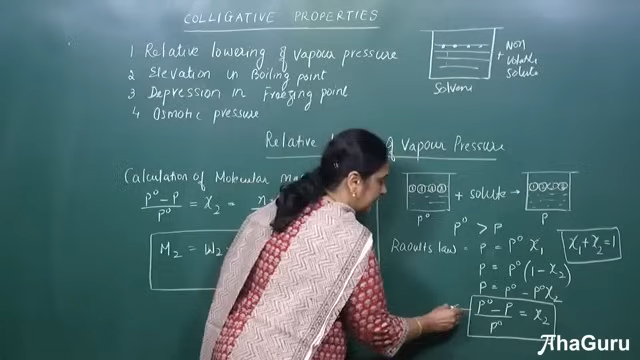 COLLIGATIVE PROPERTIES
1 Relative lowering of vapour pressure
2 Elevation in Boiling point
3 Depression in Freezing point
4 Osmotic pressure
+ Non
volatile
solute
Solvent
Relative of Vapour Pressure
Calculation of Molecular
P° - P / P° = x₂ =
M₂ = W₂
+ solute →
P° P
P° > P
Raoults law = P = P° x₁
x₁ + x₂ = 1
P = P° (1 - x₂)
P = P° - P° x₂
P° - P / P° = x₂
AhaGuru